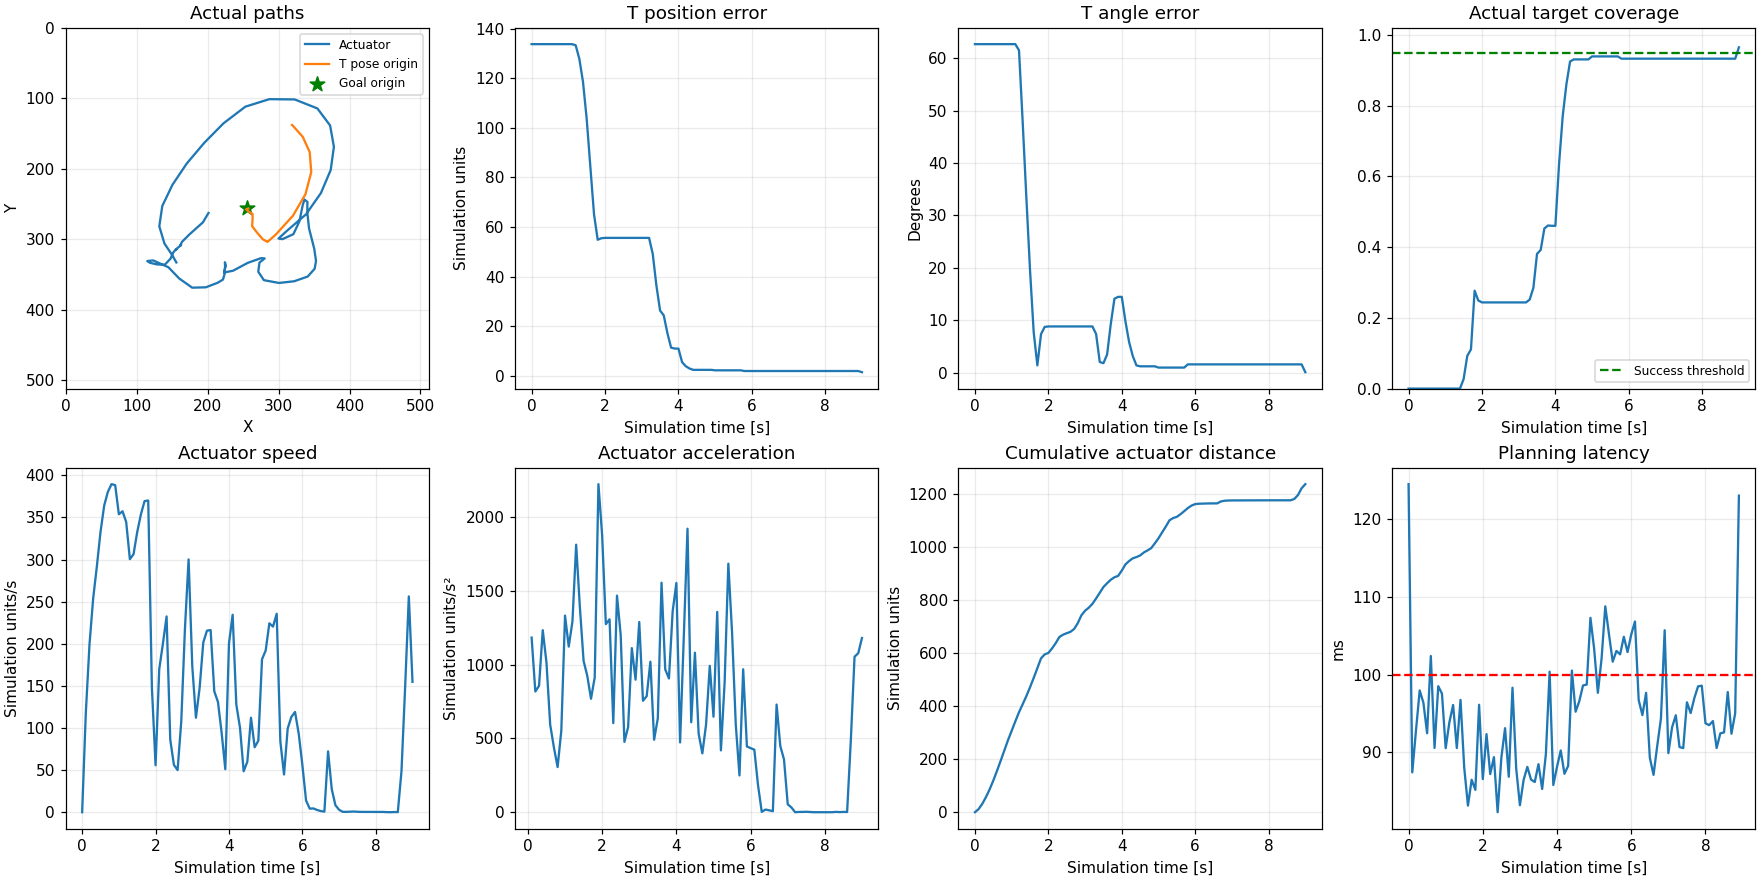 Actual paths
Actuator
T pose origin
Goal origin
0
100
200
300
400
500
Y
0 100 200 300 400 500
X
T position error
140
120
100
80
60
40
20
0
Simulation units
0 2 4 6 8
Simulation time [s]
T angle error
60
50
40
30
20
10
0
Degrees
0 2 4 6 8
Simulation time [s]
Actual target coverage
1.0
0.8
0.6
0.4
0.2
0.0
Success threshold
0 2 4 6 8
Simulation time [s]
Actuator speed
400
350
300
250
200
150
100
50
0
Simulation units/s
0 2 4 6 8
Simulation time [s]
Actuator acceleration
2000
1500
1000
500
0
Simulation units/s²
0 2 4 6 8
Simulation time [s]
Cumulative actuator distance
1200
1000
800
600
400
200
0
Simulation units
0 2 4 6 8
Simulation time [s]
Planning latency
120
110
100
90
ms
0 2 4 6 8
Simulation time [s]